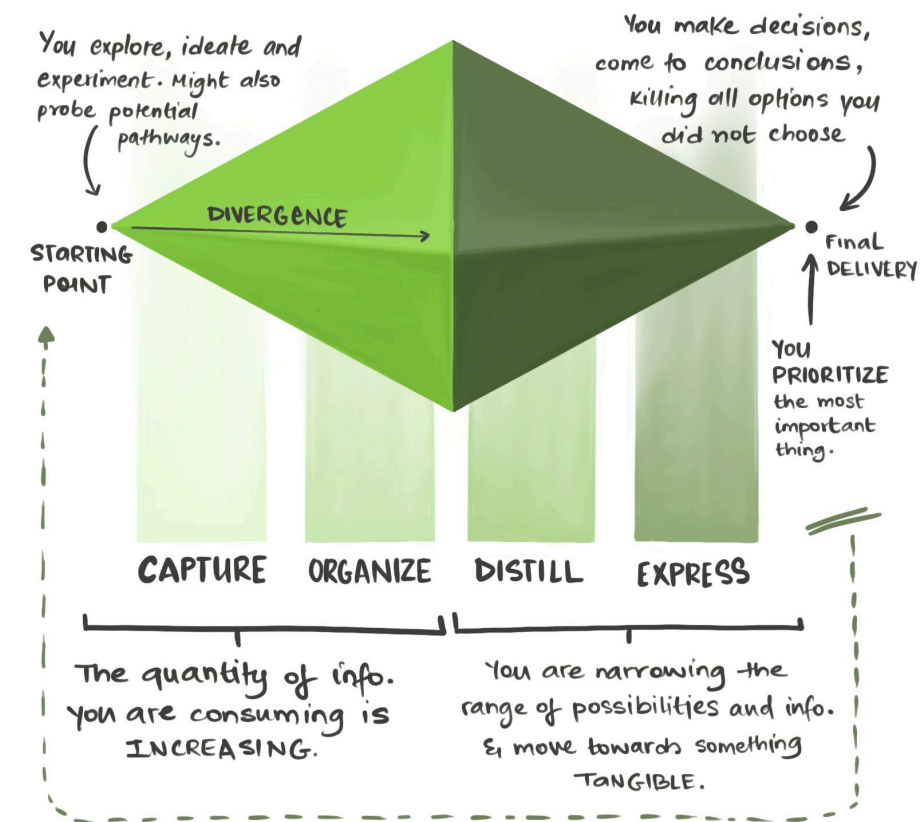 You explore, ideate and
experiment. Might also
probe potential
pathways.
You make decisions,
come to conclusions,
Killing all options you
did not choose
DIVERGENCE
STARTING
POINT
Final
DELIVERY
You
PRIORITIZE
the most
important
thing.
CAPTURE
ORGANIZE
DISTILL
EXPRESS
The quantity of info.
you are consuming is
INCREASING.
You are narrowing the
range of possibilities and info.
& move towards something
TANGIBLE.